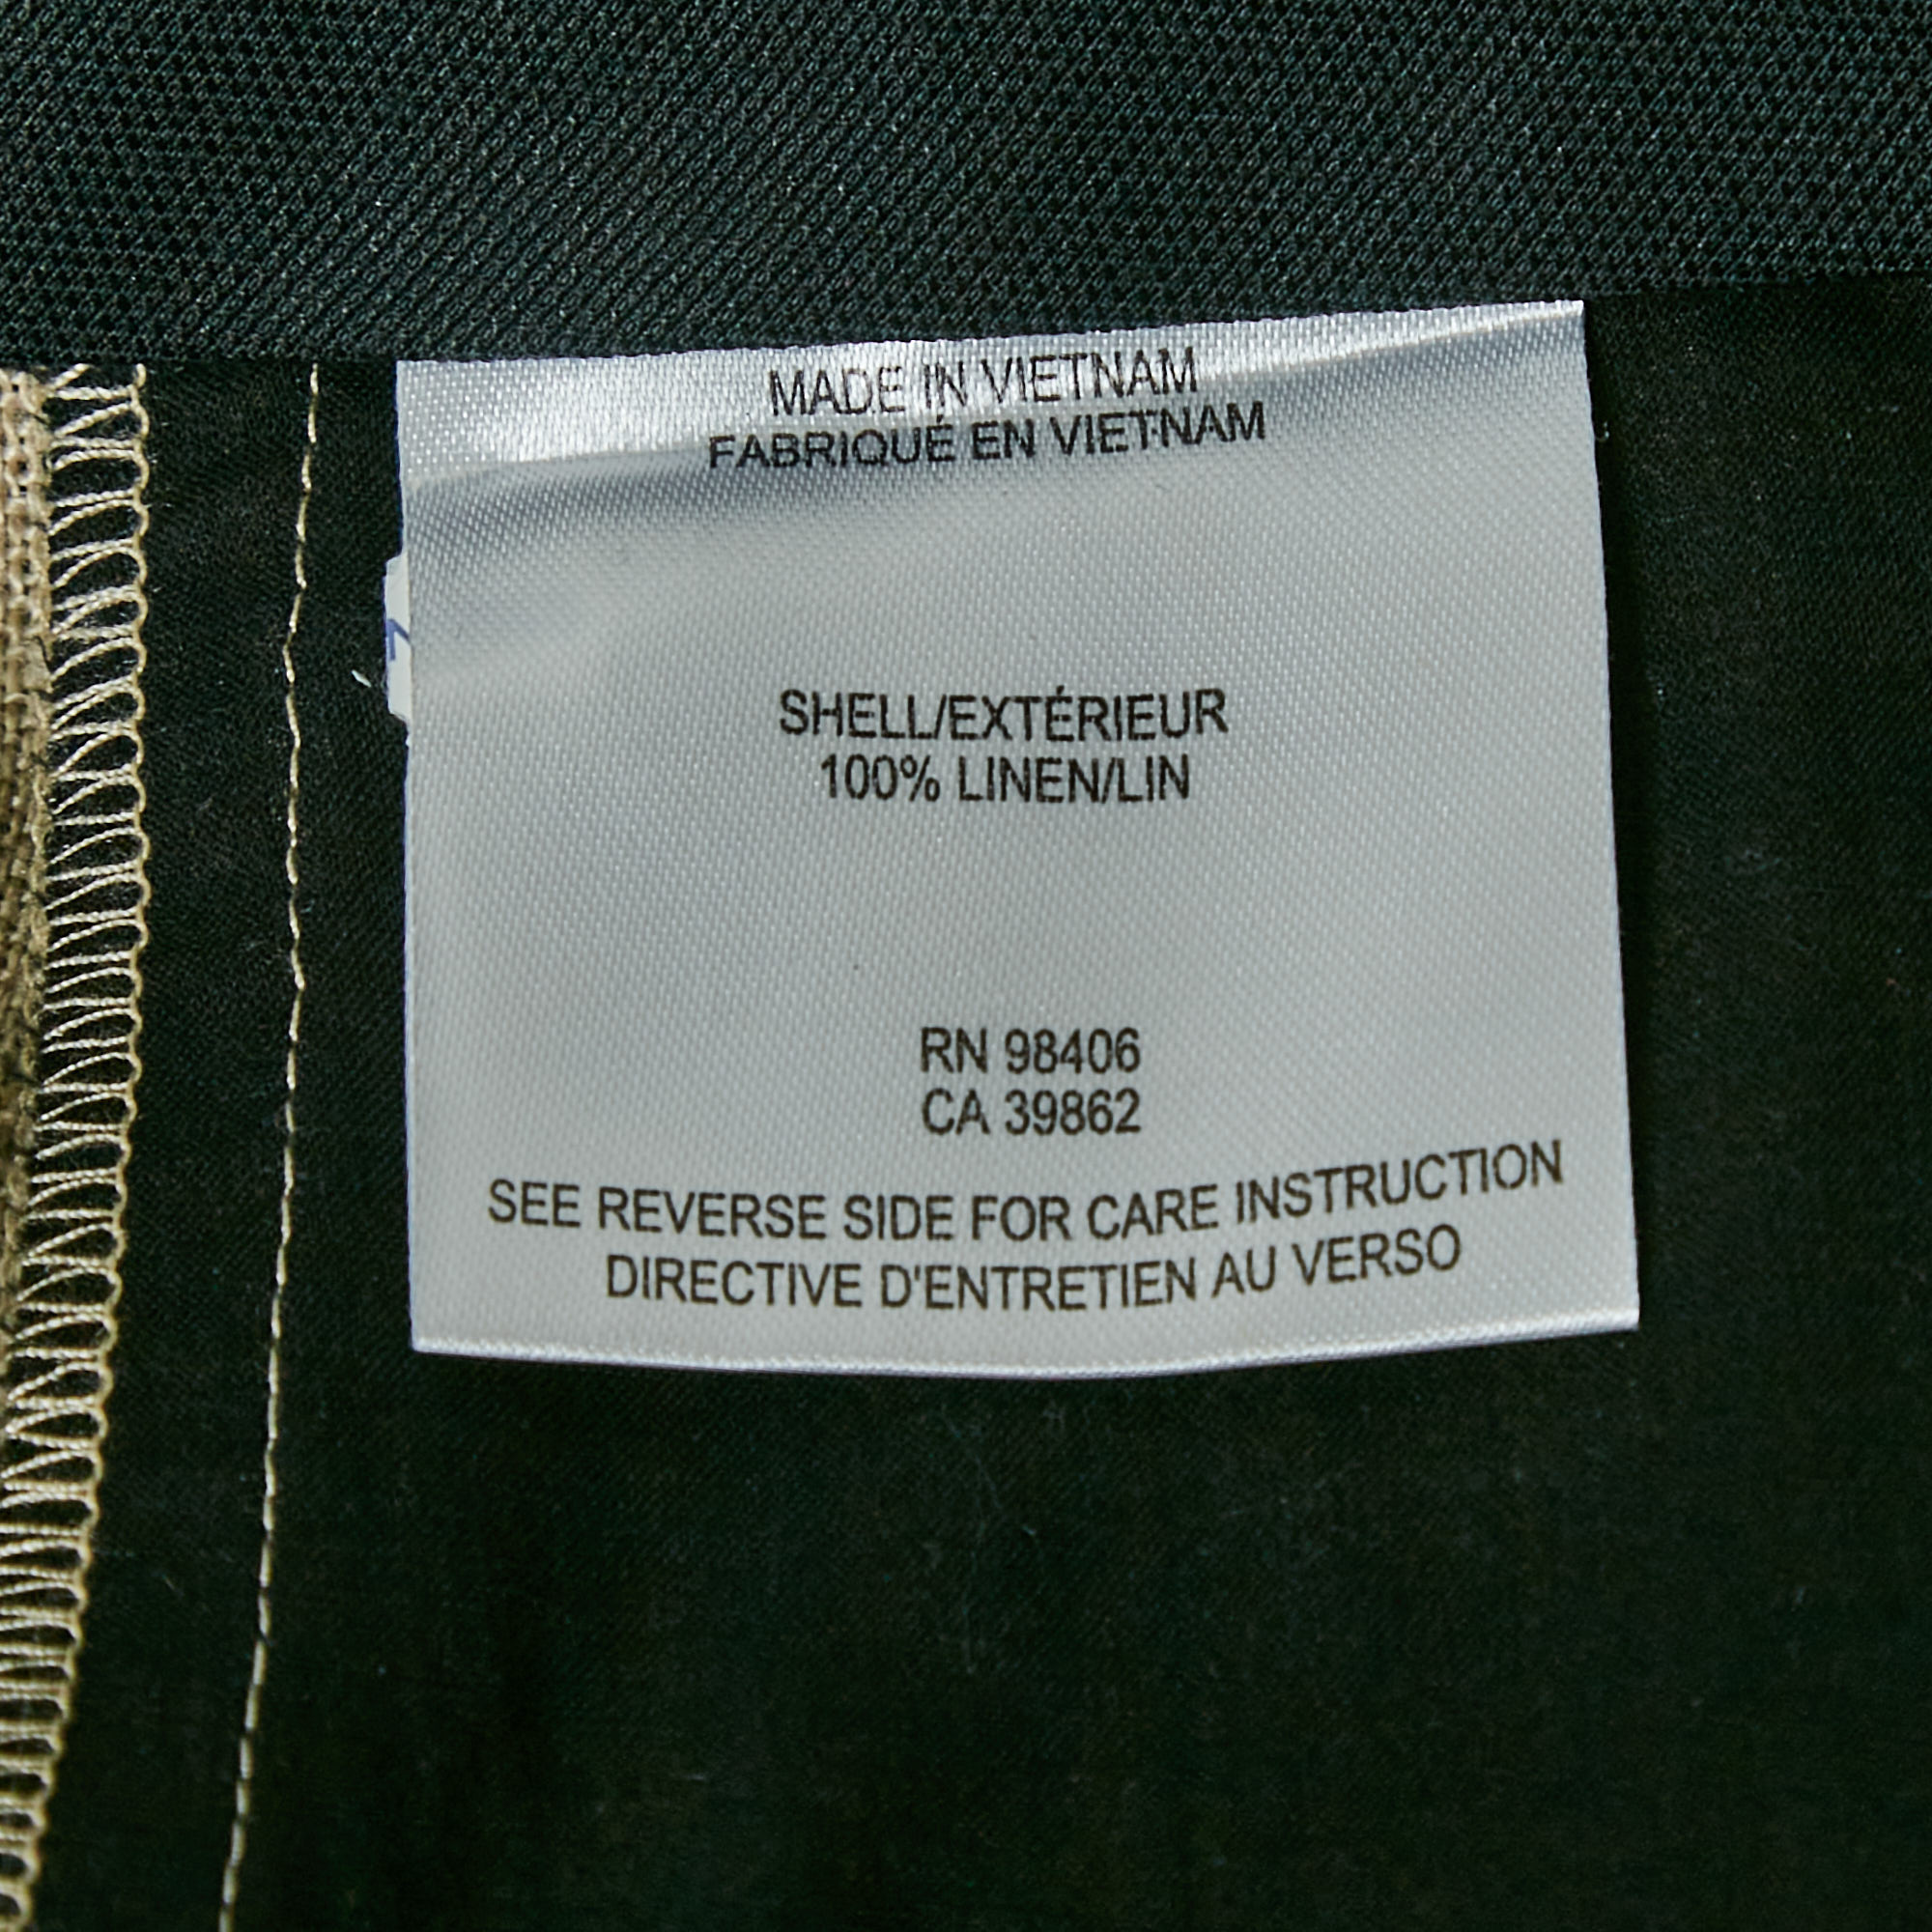 MADE IN VIETNAM
FABRIQUÉ EN VIETNAM
SHELL/EXTÉRIEUR
100% LINEN/LIN
RN 98406
CA 39862
SEE REVERSE SIDE FOR CARE INSTRUCTION
DIRECTIVE D'ENTRETIEN AU VERSO